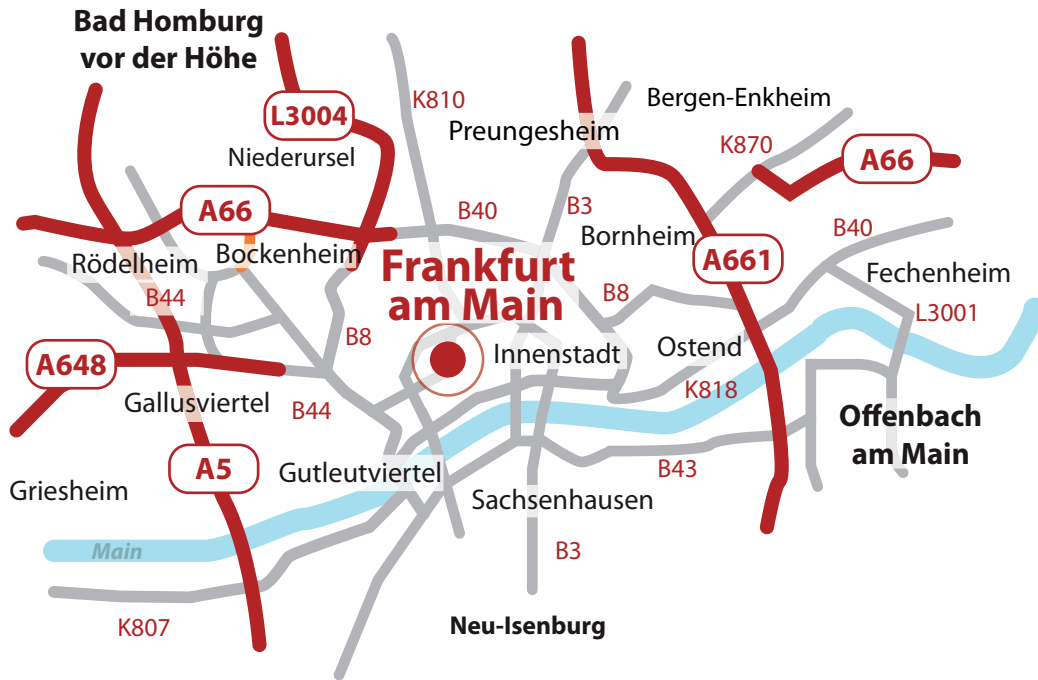 Bad Homburg
vor der Höhe
K810
Bergen-Enkheim
L3004
Preungesheim
K870
Niederursel
A66
A66
B40
B3
B40
Bockenheim
Bornheim
Rödelheim
Frankfurt
am Main
A661
Fechenheim
B44
B8
L3001
B8
Innenstadt
Ostend
A648
K818
Gallusviertel
B44
Offenbach
am Main
A5
Gutleutviertel
B43
Griesheim
Sachsenhausen
Main
B3
K807
Neu-Isenburg